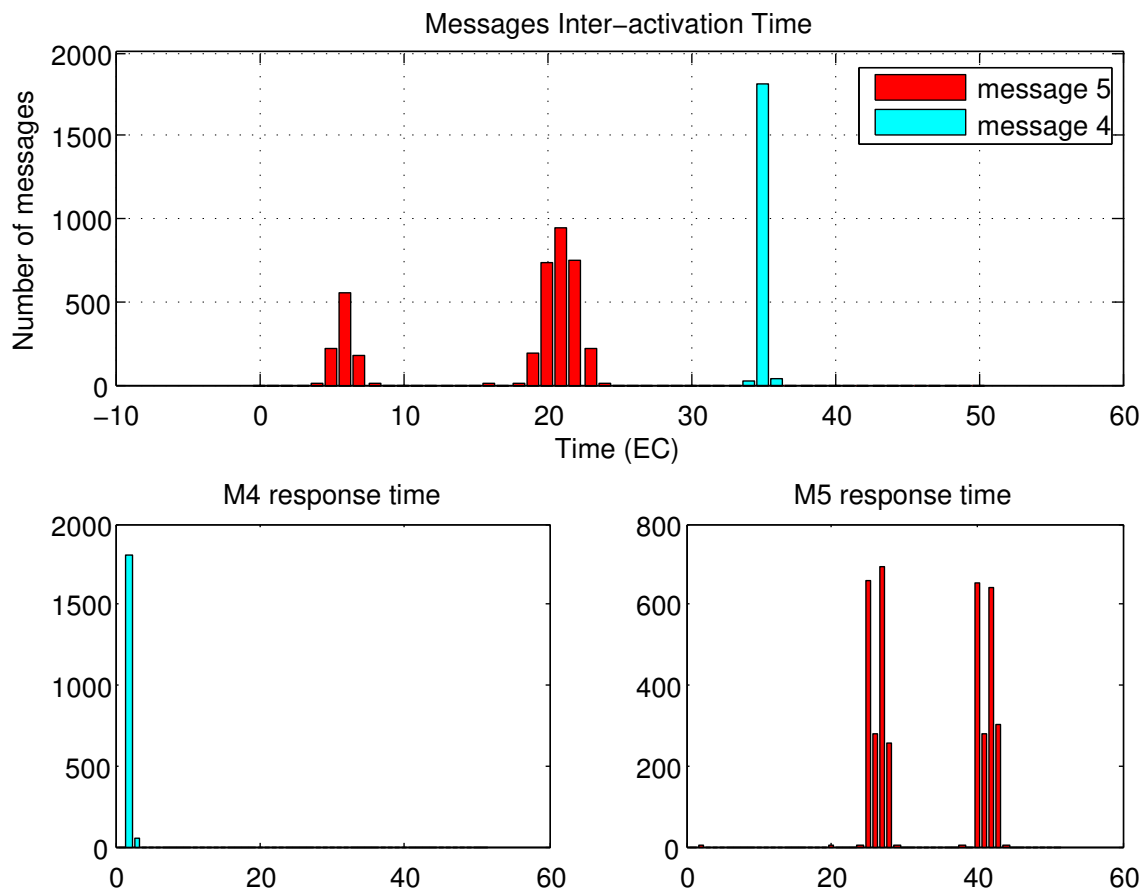 Messages Inter−activation Time
Number of messages
2000
1500
1000
500
0
message 5
message 4
−10 0 10 20 30 40 50 60
Time (EC)
M4 response time
2000
1500
1000
500
0
0 20 40 60
M5 response time
800
600
400
200
0
0 20 40 60